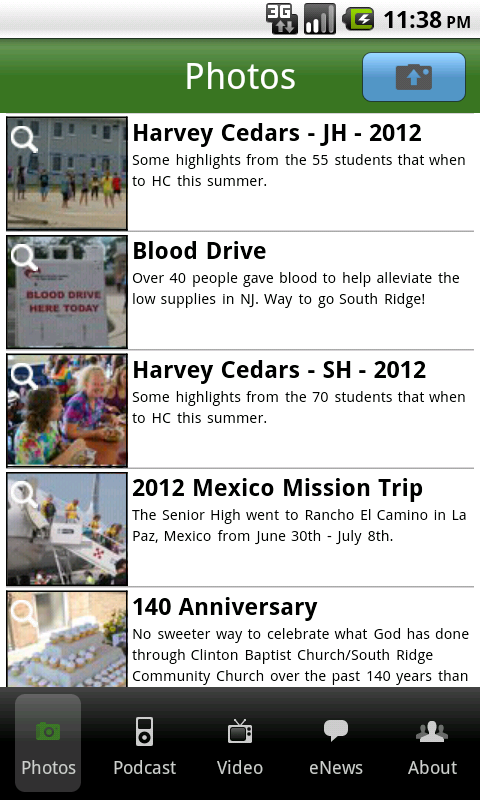 3G 11:38 PM
Photos
Harvey Cedars - JH - 2012
Some highlights from the 55 students that when
to HC this summer.
BLOOD DRIVE
HERE TODAY
Blood Drive
Over 40 people gave blood to help alleviate the
low supplies in NJ. Way to go South Ridge!
Harvey Cedars - SH - 2012
Some highlights from the 70 students that when
to HC this summer.
2012 Mexico Mission Trip
The Senior High went to Rancho El Camino in La
Paz, Mexico from June 30th - July 8th.
140 Anniversary
No sweeter way to celebrate what God has done
through Clinton Baptist Church/South Ridge
Community Church over the past 140 years than
Photos Podcast Video eNews About